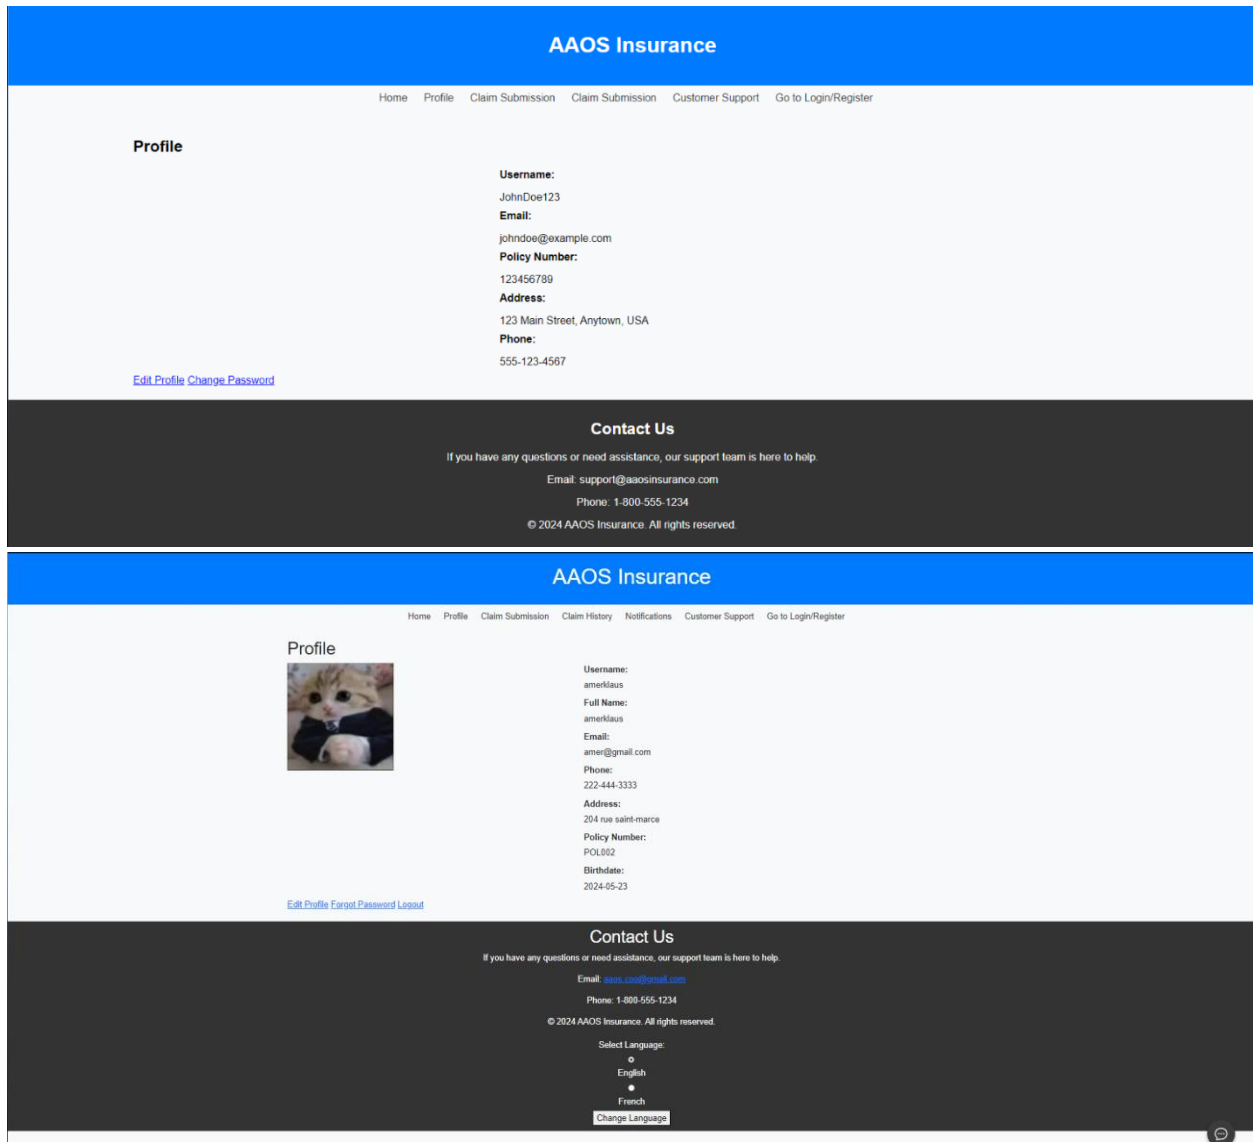 AAOS Insurance
Home Profile Claim Submission Claim Submission Customer Support Go to Login/Register
Profile
Username:
JohnDoe123
Email:
johndoe@example.com
Policy Number:
123456789
Address:
123 Main Street, Anytown, USA
Phone:
555-123-4567
Edit Profile Change Password
Contact Us
If you have any questions or need assistance, our support team is here to help.
Email: support@aaosinsurance.com
Phone: 1-800-555-1234
© 2024 AAOS Insurance. All rights reserved.
AAOS Insurance
Home Profile Claim Submission Claim History Notifications Customer Support Go to Login/Register
Profile
Username:
amerklaus
Full Name:
amerklaus
Email:
amer@gmail.com
Phone:
222-444-3333
Address:
204 rue saint-marce
Policy Number:
POL002
Birthdate:
2024-05-23
Edit Profile Forgot Password Logout
Contact Us
If you have any questions or need assistance, our support team is here to help.
Email:
Phone: 1-800-555-1234
© 2024 AAOS Insurance. All rights reserved.
Select Language:
English
French
Change Language